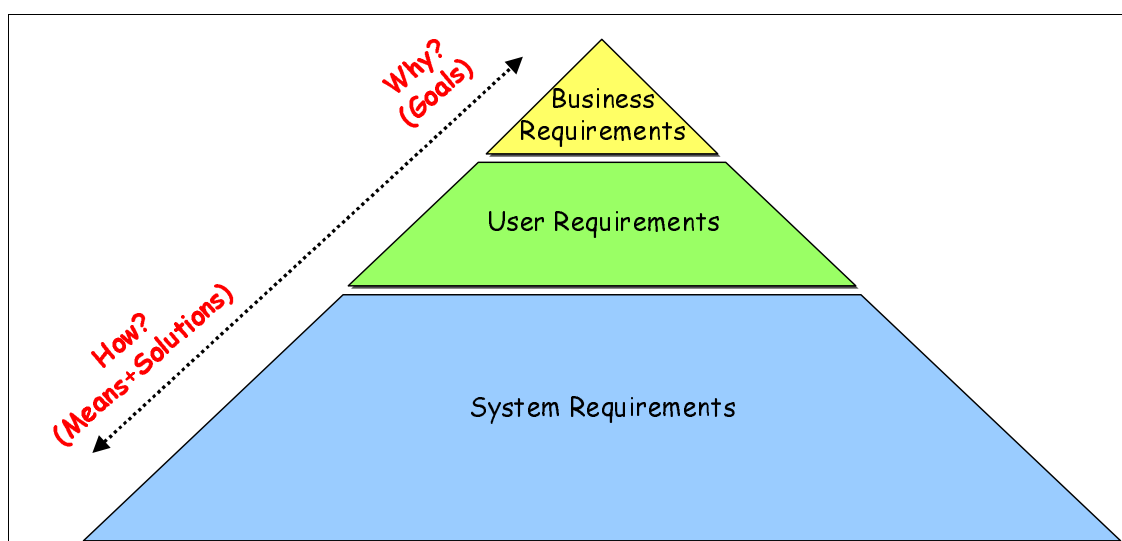 Why?
(Goals)
Business
Requirements
User Requirements
How?
(Means+Solutions)
System Requirements